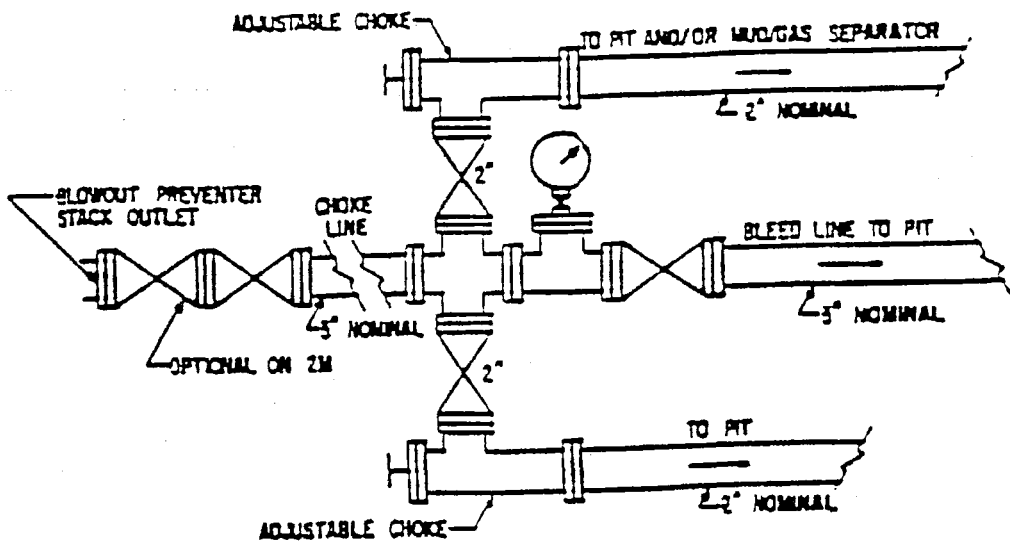 ADJUSTABLE CHOKE
TO PIT AND/OR MUD/GAS SEPARATOR
2" NOMINAL
2"
BLOWOUT PREVENTER
STACK OUTLET
CHOKE
LINE
BLEED LINE TO PIT
3" NOMINAL
3" NOMINAL
OPTIONAL ON 2M
2"
TO PIT
2" NOMINAL
ADJUSTABLE CHOKE